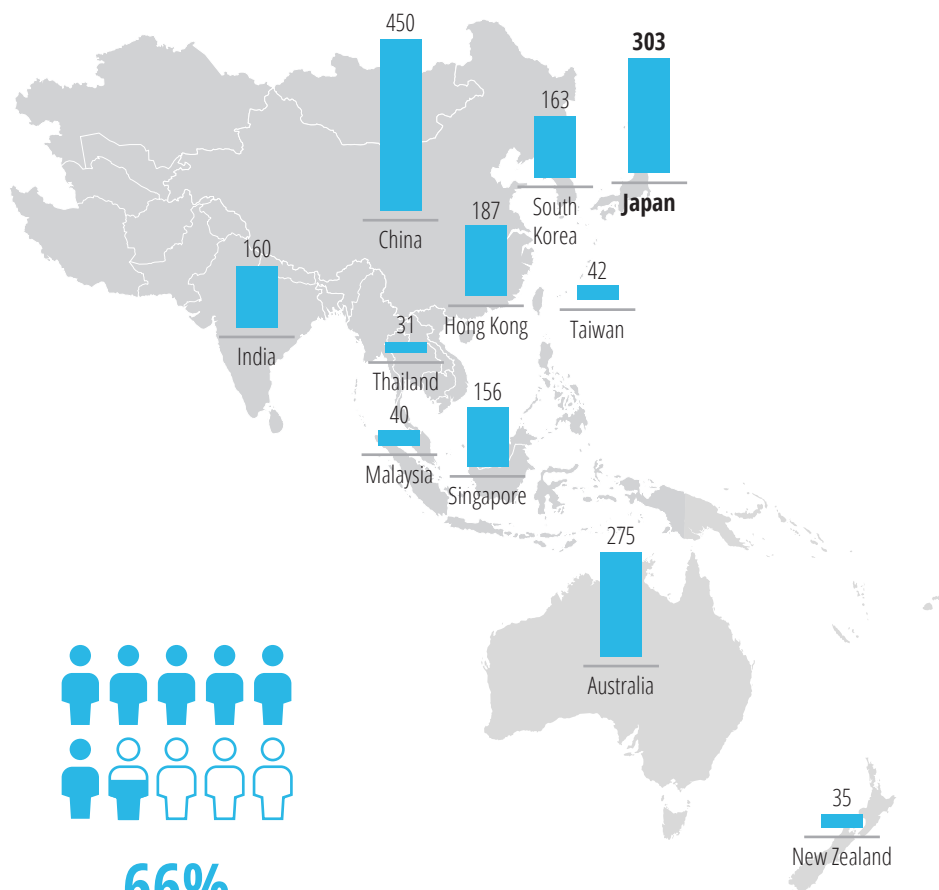 450
China
303
Japan
163
South
Korea
187
Hong Kong
160
India
42
Taiwan
31
Thailand
40
Malaysia
156
Singapore
275
Australia
35
New Zealand
66%